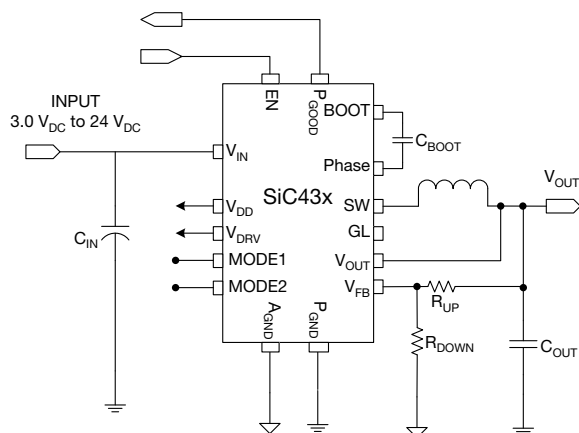 INPUT
3.0 VDC to 24 VDC
EN
PGOOD
BOOT
CBOOT
Phase
VIN
SiC43x
SW
VOUT
VDD
GL
CIN
VDRV
MODE1
VOUT
MODE2
VFB
RUP
AGND
PGND
RDOWN
COUT